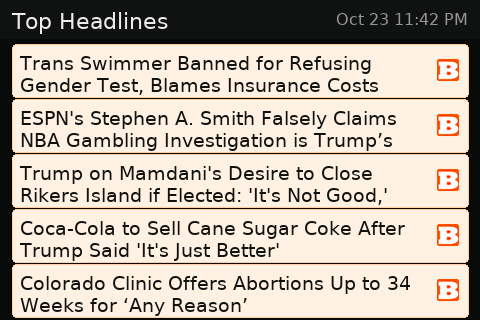 Top Headlines
Oct 23 11:42 PM
Trans Swimmer Banned for Refusing
Gender Test, Blames Insurance Costs
B
ESPN's Stephen A. Smith Falsely Claims
NBA Gambling Investigation is Trump’s
B
Trump on Mamdani's Desire to Close
Rikers Island if Elected: 'It's Not Good,'
B
Coca-Cola to Sell Cane Sugar Coke After
Trump Said 'It's Just Better'
B
Colorado Clinic Offers Abortions Up to 34
Weeks for ‘Any Reason’
B